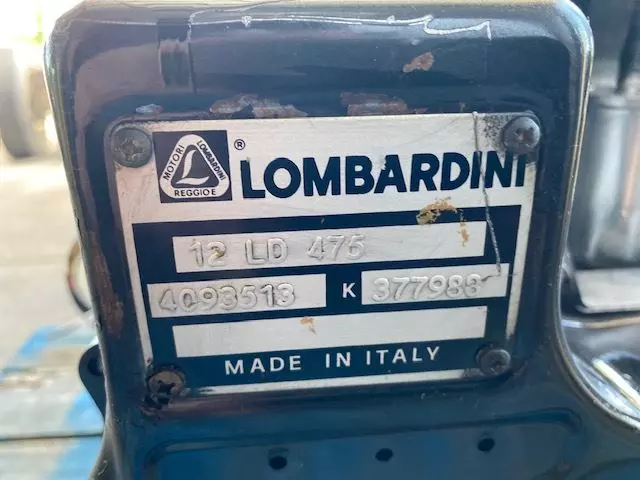 MOTORI LOMBARDINI REGGIO E
L
® LOMBARDINI
12 LD 475
4093513 K 377988
MADE IN ITALY